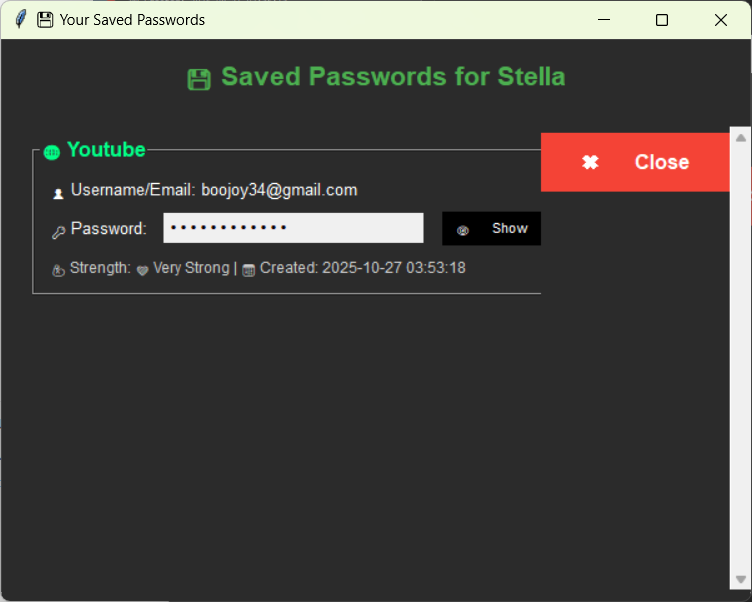 Your Saved Passwords
Saved Passwords for Stella
Youtube
✖ Close
Username/Email: boojoy34@gmail.com
Password: •••••••••••• Show
Strength: Very Strong | Created: 2025-10-27 03:53:18